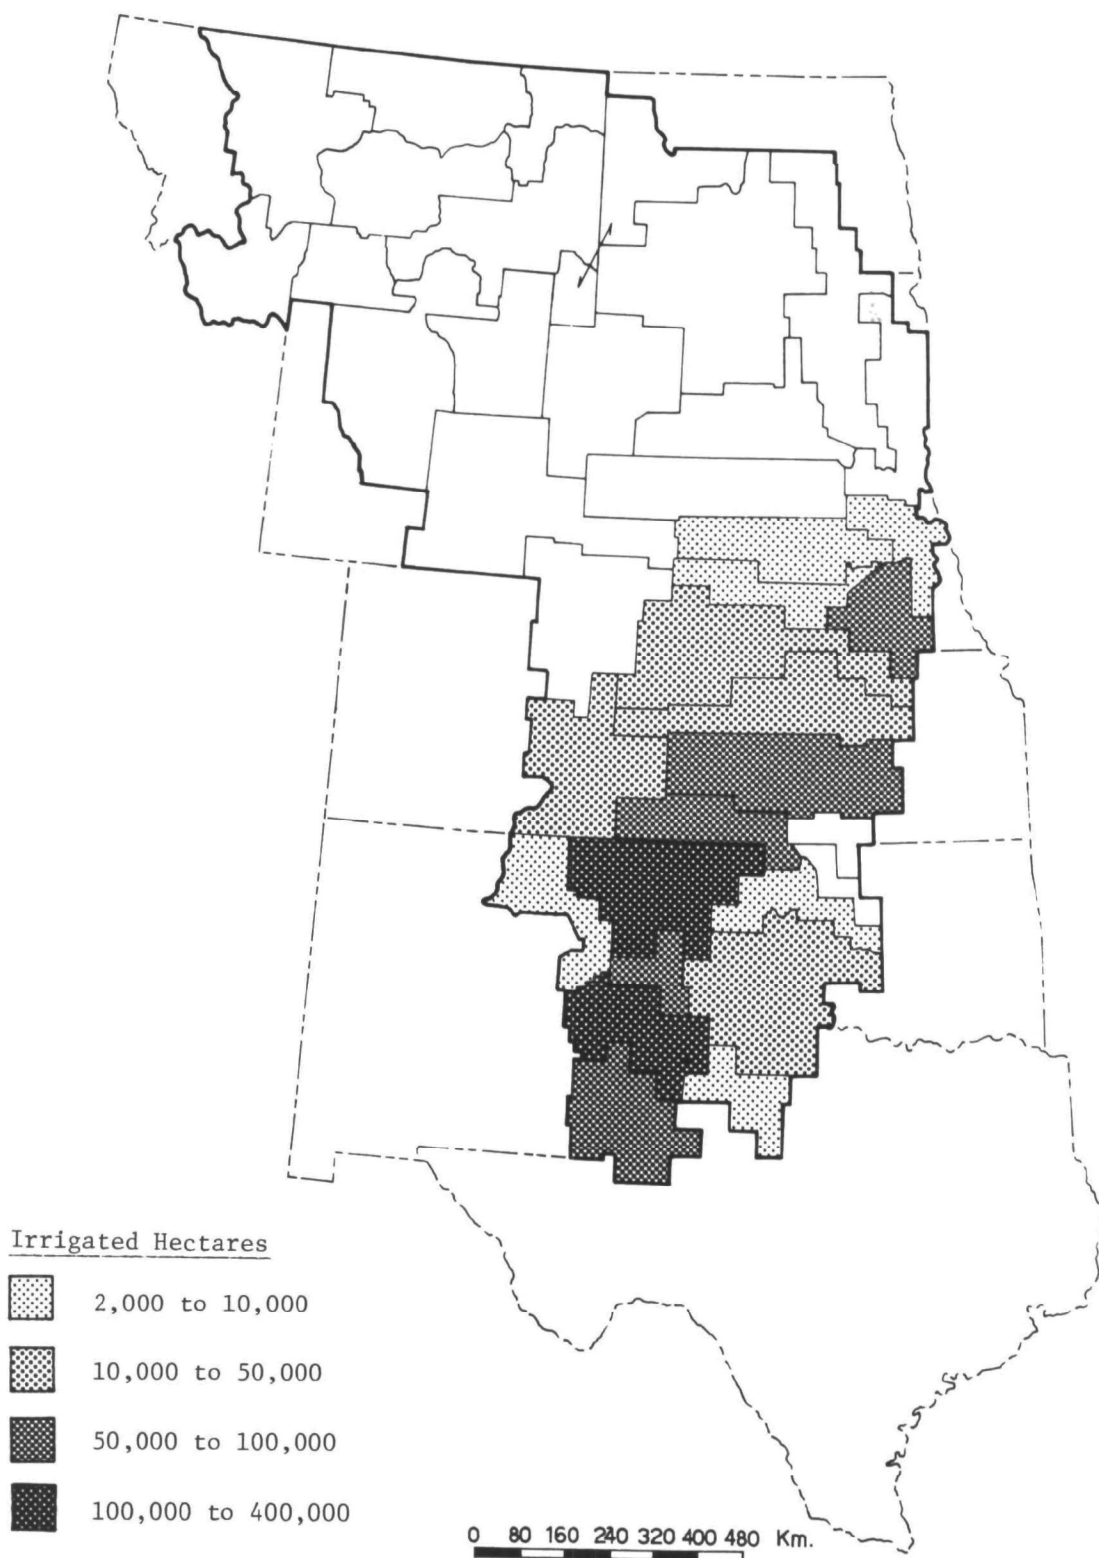 Irrigated Hectares
2,000 to 10,000
10,000 to 50,000
50,000 to 100,000
100,000 to 400,000
0 80 160 240 320 400 480 Km.